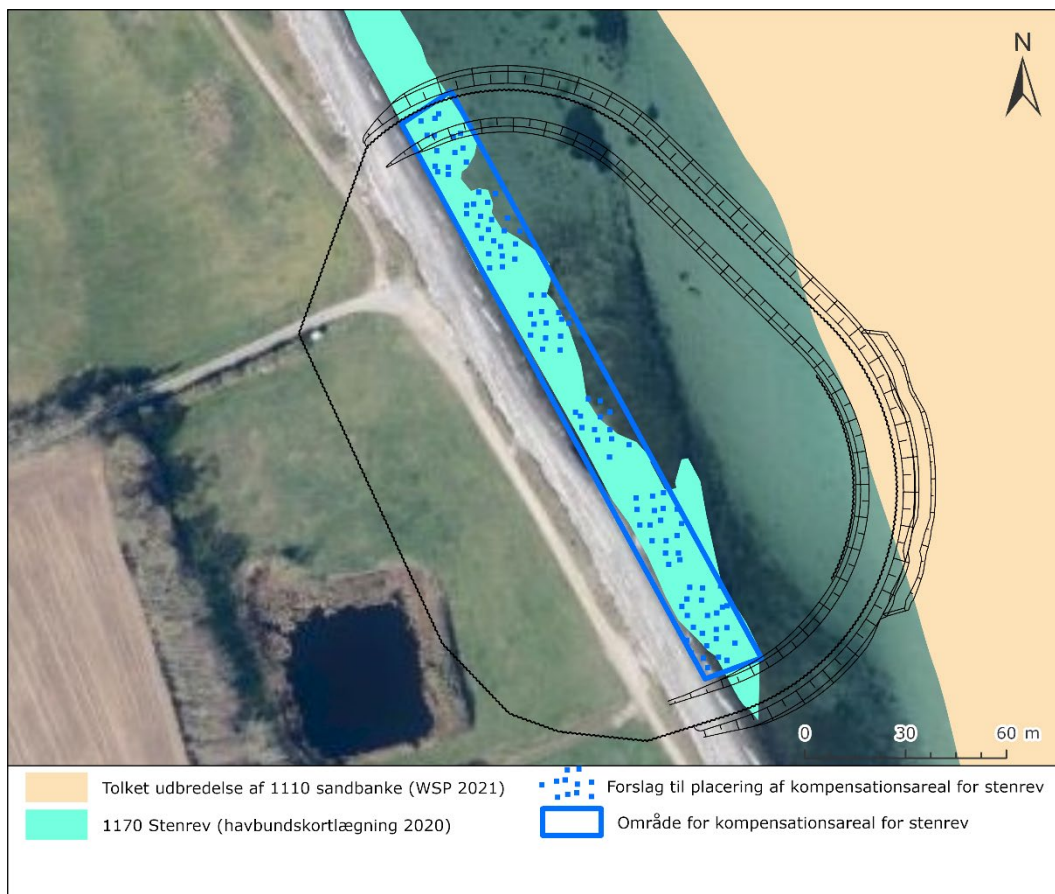 N
0 30 60 m
Tolket udbredelse af 1110 sandbanke (WSP 2021)
Forslag til placering af kompensationsareal for stenrev
1170 Stenrev (havbundskortlægning 2020)
Område for kompensationsareal for stenrev